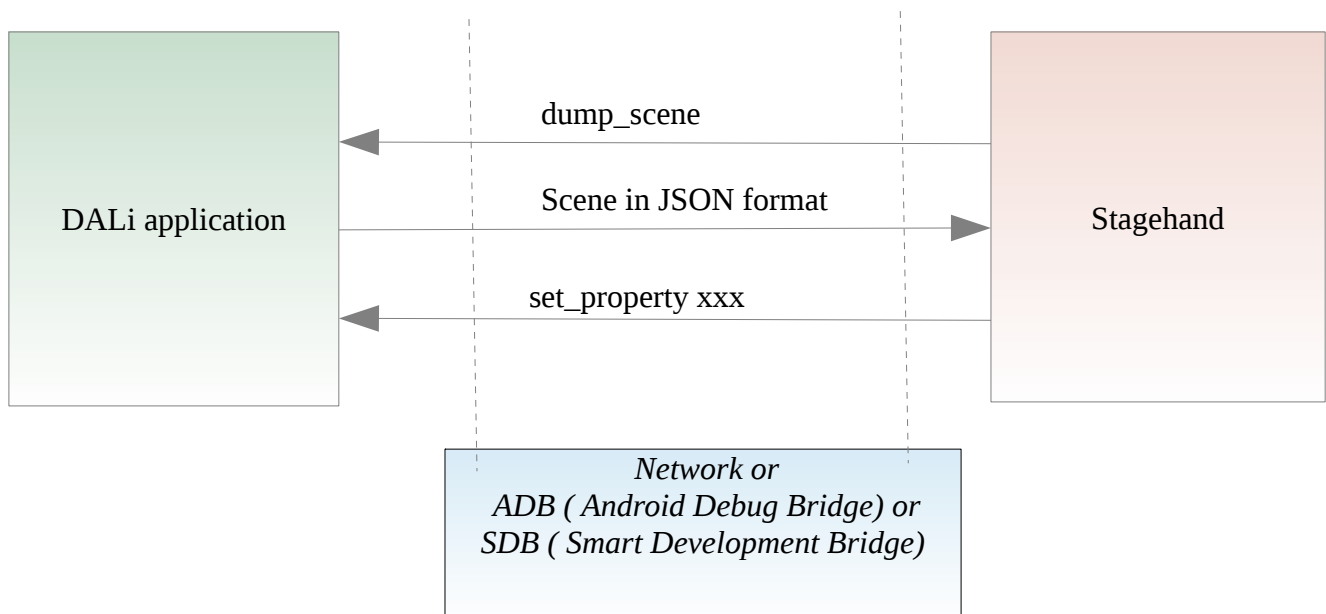 dump_scene
Scene in JSON format
DALi application
Stagehand
set_property xxx
Network or
ADB ( Android Debug Bridge) or
SDB ( Smart Development Bridge)